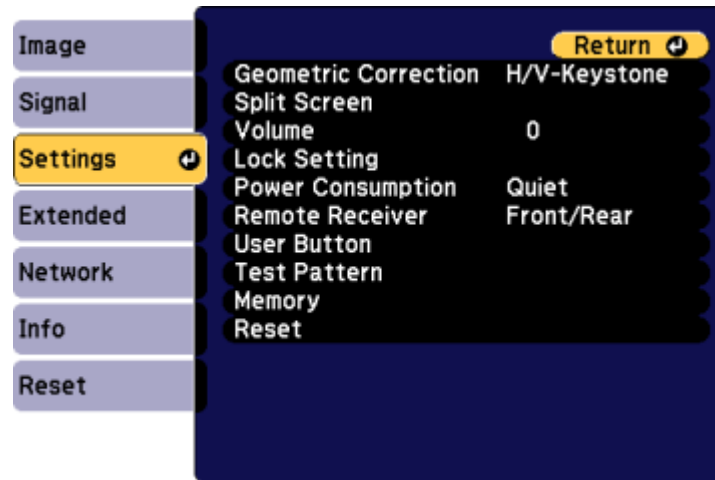 Image
Signal
Settings
Extended
Network
Info
Reset
Return
Geometric Correction H/V-Keystone
Split Screen
Volume 0
Lock Setting
Power Consumption Quiet
Remote Receiver Front/Rear
User Button
Test Pattern
Memory
Reset